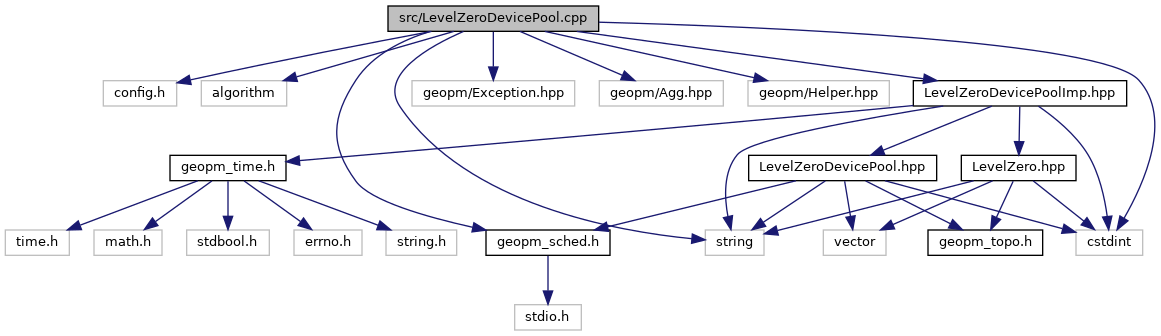 src/LevelZeroDevicePool.cpp
config.h
algorithm
geopm/Exception.hpp
geopm/Agg.hpp
geopm/Helper.hpp
LevelZeroDevicePoolImp.hpp
geopm_time.h
LevelZeroDevicePool.hpp
LevelZero.hpp
time.h
math.h
stdbool.h
errno.h
string.h
geopm_sched.h
string
vector
geopm_topo.h
cstdint
stdio.h